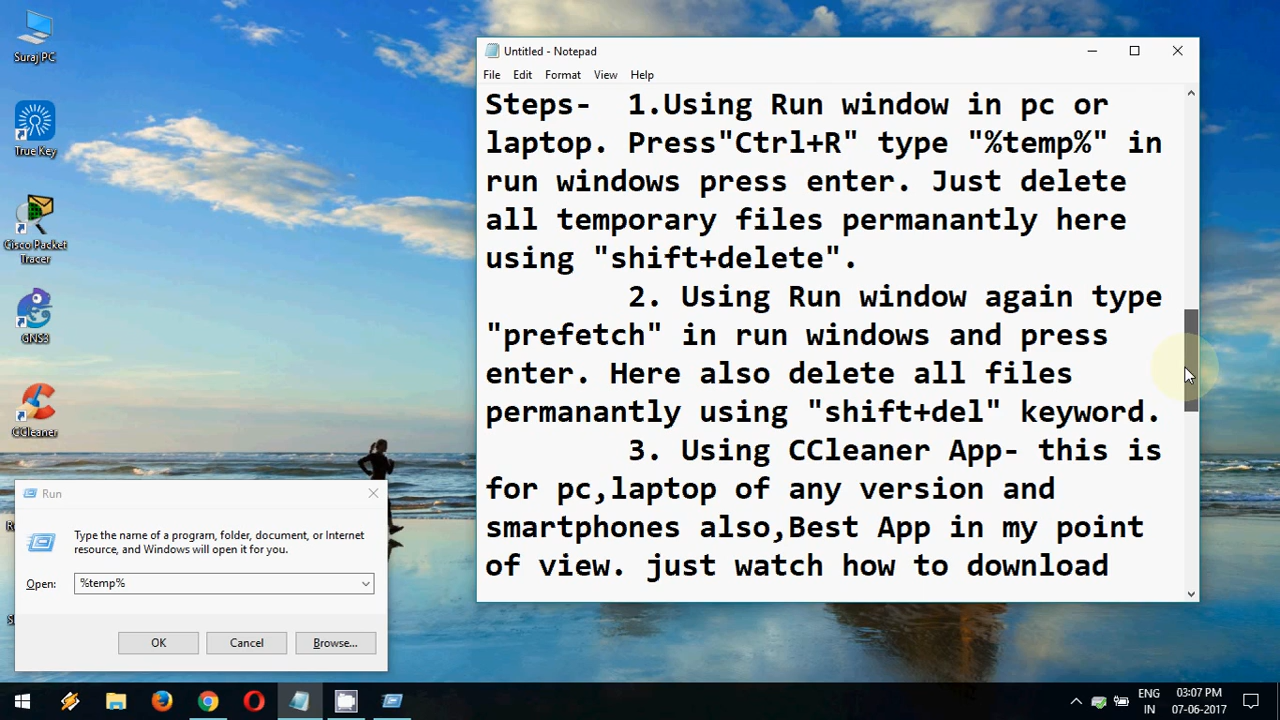 Suraj PC
True Key
Cisco Packet
Tracer
GNS3
CCleaner
Untitled - Notepad
File Edit Format View Help
Steps- 1.Using Run window in pc or
laptop. Press"Ctrl+R" type "%temp%" in
run windows press enter. Just delete
all temporary files permanantly here
using "shift+delete".
2. Using Run window again type
"prefetch" in run windows and press
enter. Here also delete all files
permanantly using "shift+del" keyword.
3. Using CCleaner App- this is
for pc,laptop of any version and
smartphones also,Best App in my point
of view. just watch how to download
Run
Type the name of a program, folder, document, or Internet
resource, and Windows will open it for you.
Open: %temp%
OK Cancel Browse...
ENG
IN
03:07 PM
07-06-2017